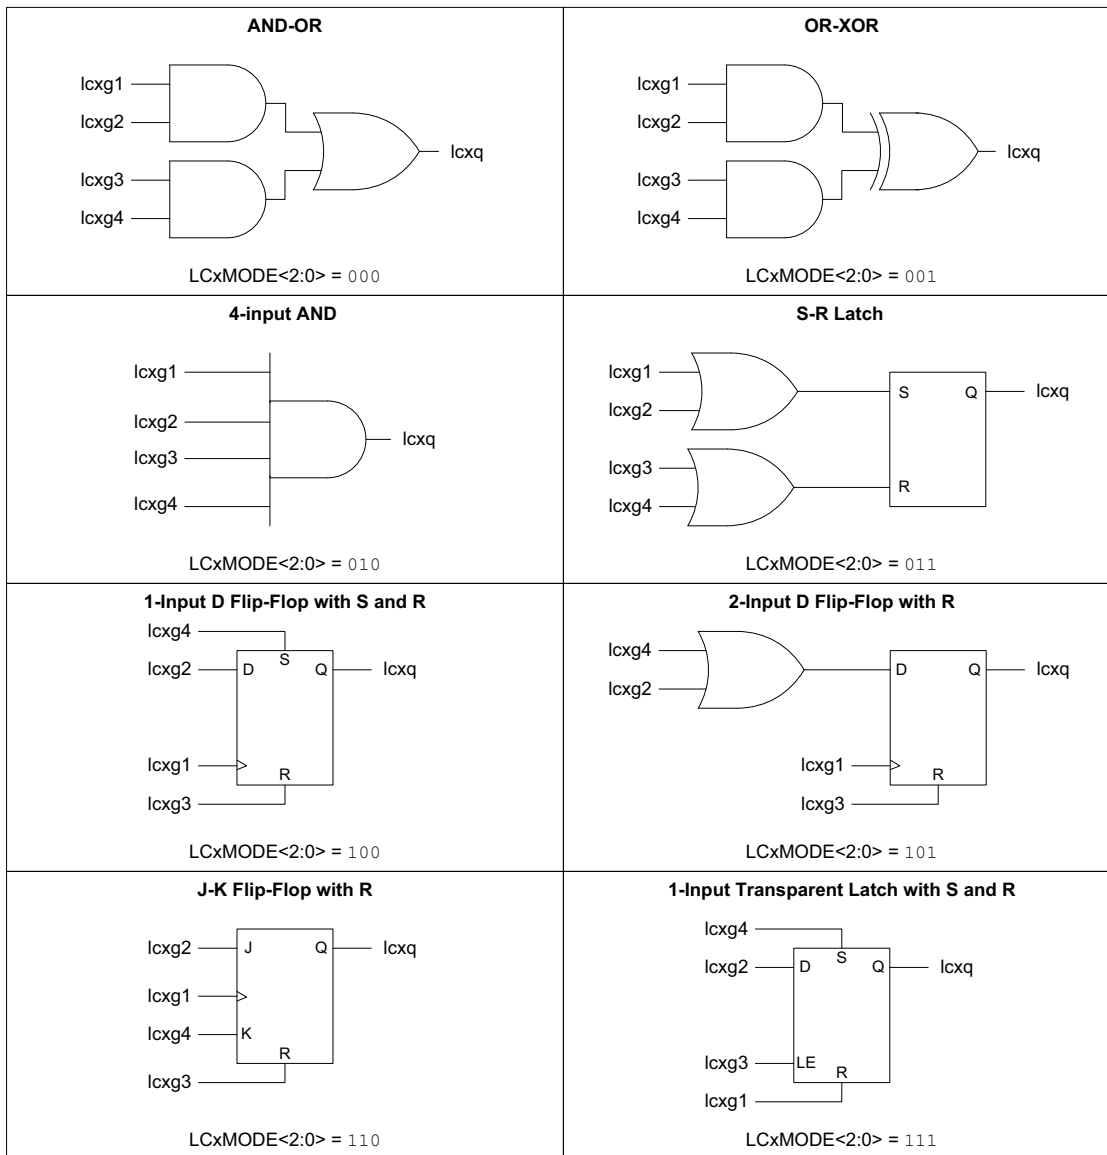 AND-OR
lcxg1
lcxg2
lcxg3
lcxg4
lcxq
LCxMODE<2:0> = 000
OR-XOR
lcxg1
lcxg2
lcxg3
lcxg4
lcxq
LCxMODE<2:0> = 001
4-input AND
lcxg1
lcxg2
lcxg3
lcxg4
lcxq
LCxMODE<2:0> = 010
S-R Latch
lcxg1
lcxg2
lcxg3
lcxg4
S Q
R
lcxq
LCxMODE<2:0> = 011
1-Input D Flip-Flop with S and R
lcxg4
S
lcxg2 D Q lcxq
lcxg1
R
lcxg3
LCxMODE<2:0> = 100
2-Input D Flip-Flop with R
lcxg4
D Q lcxq
lcxg2
lcxg1
R
lcxg3
LCxMODE<2:0> = 101
J-K Flip-Flop with R
lcxg2 J Q lcxq
lcxg1
lcxg4 K
R
lcxg3
LCxMODE<2:0> = 110
1-Input Transparent Latch with S and R
lcxg4
S
lcxg2 D Q lcxq
lcxg3 LE
R
lcxg1
LCxMODE<2:0> = 111